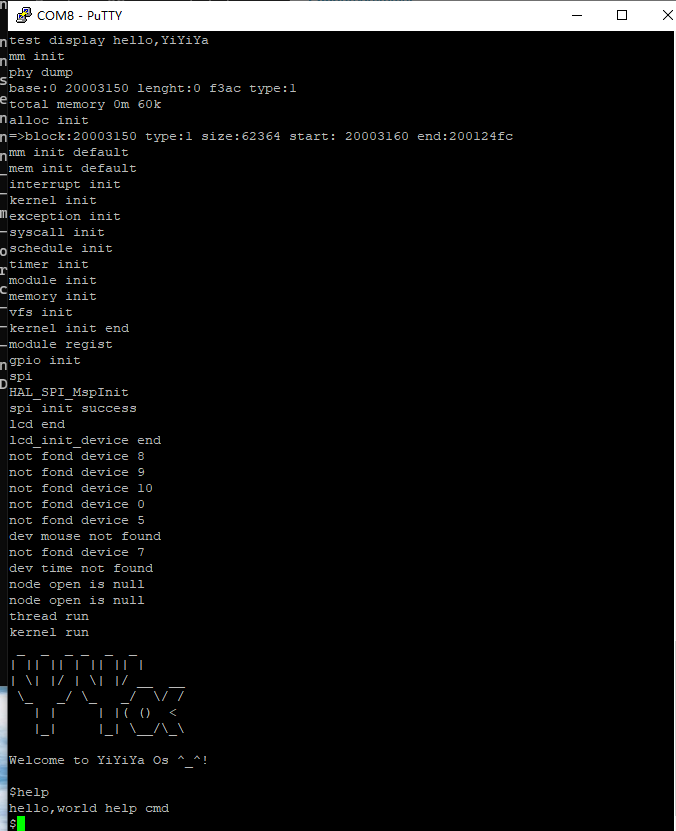 COM8 - PuTTY
test display hello,YiYiYa
mm init
phy dump
base:0 20003150 lenght:0 f3ac type:1
total memory 0m 60k
alloc init
=>block:20003150 type:1 size:62364 start: 20003160 end:200124fc
mm init default
mem init default
interrupt init
kernel init
exception init
syscall init
schedule init
timer init
module init
memory init
vfs init
kernel init end
module regist
gpio init
spi
HAL_SPI_MspInit
spi init success
lcd end
lcd_init_device end
not fond device 8
not fond device 9
not fond device 10
not fond device 0
not fond device 5
dev mouse not found
not fond device 7
dev time not found
node open is null
node open is null
thread run
kernel run
 _  _  _ _  _  _
| || || | || || |
| \| |/ | \| |/ __  __
 \_   _/ \_   _/  \/ /
   | |     | |( ()  <
   |_|     |_| \__/\_\
Welcome to YiYiYa Os ^_^!
$help
hello,world help cmd
$